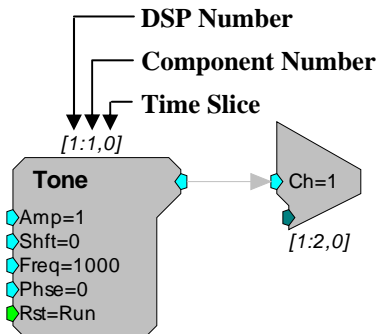 DSP Number
Component Number
Time Slice
[1:1,0]
Tone
Amp=1
Shft=0
Freq=1000
Phse=0
Rst=Run
Ch=1
[1:2,0]